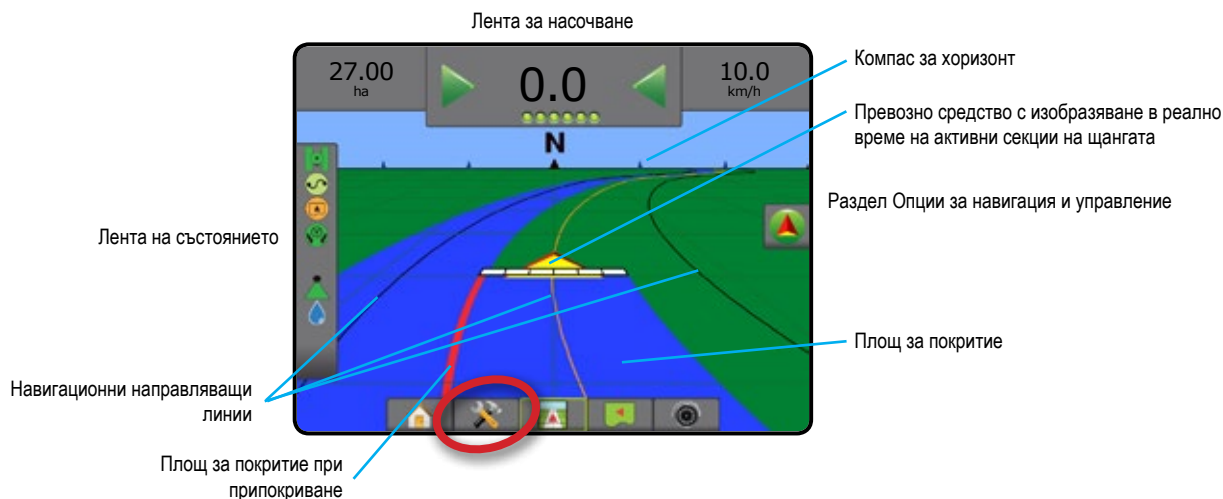 Лента за насочване
27.00
ha
0.0
10.0
km/h
N
Компас за хоризонт
Превозно средство с изобразяване в реално
време на активни секции на щангата
Раздел Опции за навигация и управление
Лента на състоянието
Площ за покритие
Навигационни направляващи
линии
Площ за покритие при
припокриване